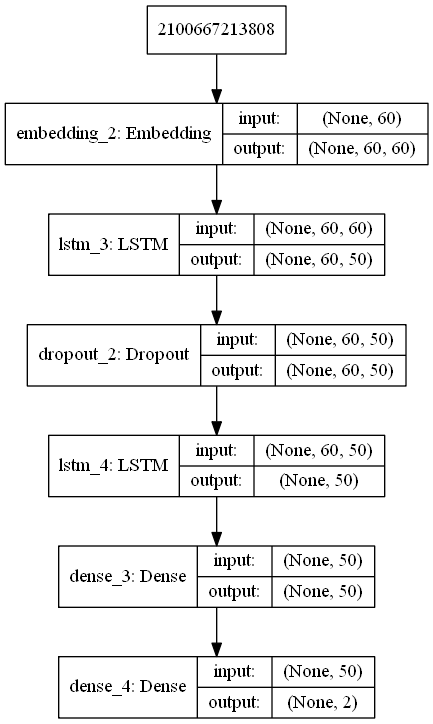 2100667213808
embedding_2: Embedding
input: (None, 60)
output: (None, 60, 60)
lstm_3: LSTM
input: (None, 60, 60)
output: (None, 60, 50)
dropout_2: Dropout
input: (None, 60, 50)
output: (None, 60, 50)
lstm_4: LSTM
input: (None, 60, 50)
output: (None, 50)
dense_3: Dense
input: (None, 50)
output: (None, 50)
dense_4: Dense
input: (None, 50)
output: (None, 2)